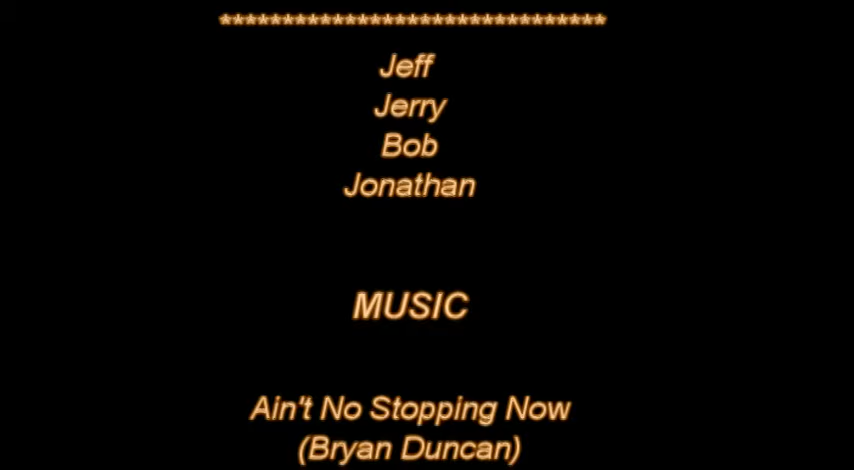 *******************************
Jeff
Jerry
Bob
Jonathan
MUSIC
Ain't No Stopping Now
(Bryan Duncan)